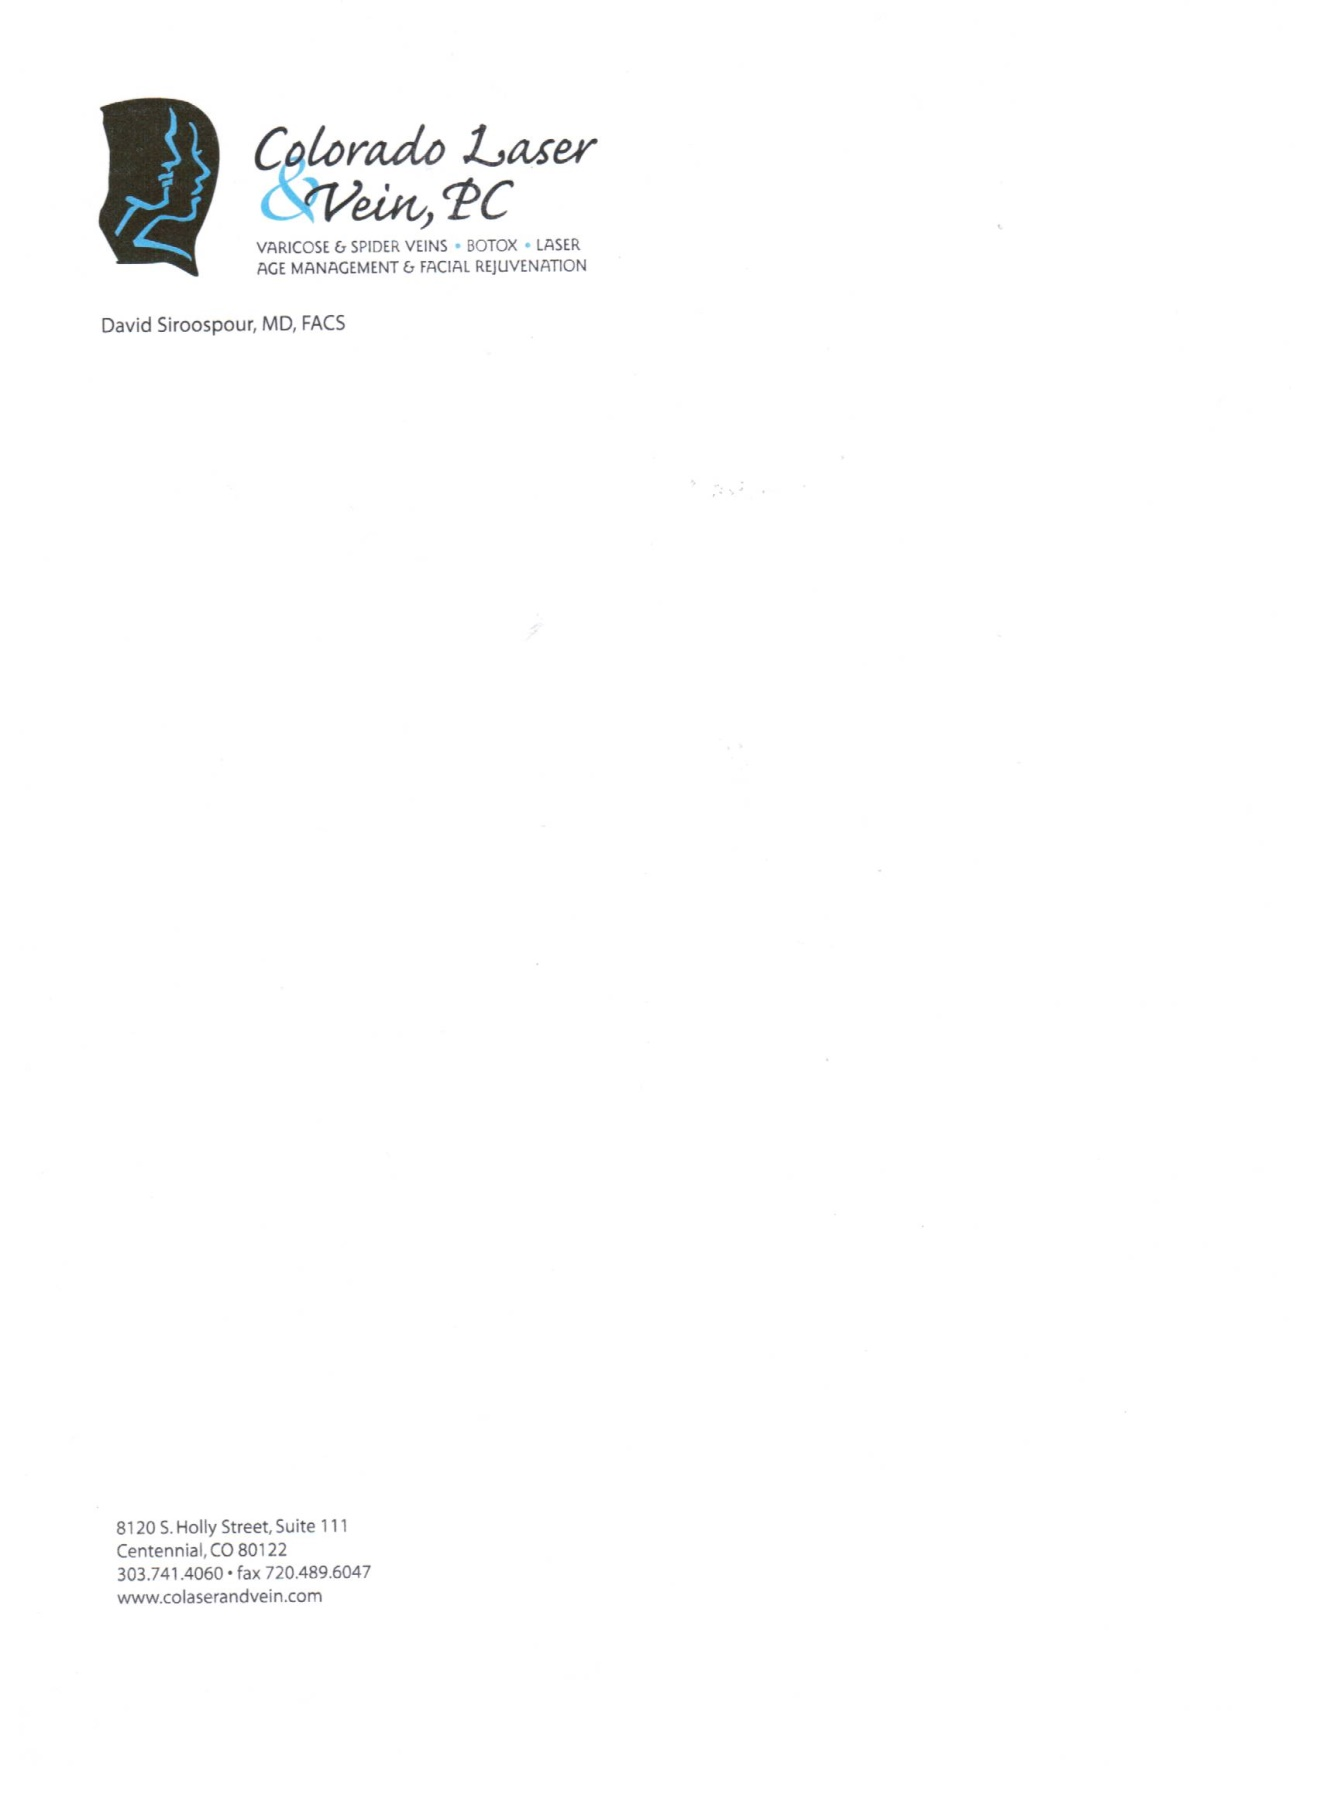 Colorado Laser
& Vein, PC
VARICOSE & SPIDER VEINS • BOTOX • LASER
AGE MANAGEMENT & FACIAL REJUVENATION
David Siroospour, MD, FACS
8120 S. Holly Street, Suite 111
Centennial, CO 80122
303.741.4060 • fax 720.489.6047
www.colaserandvein.com